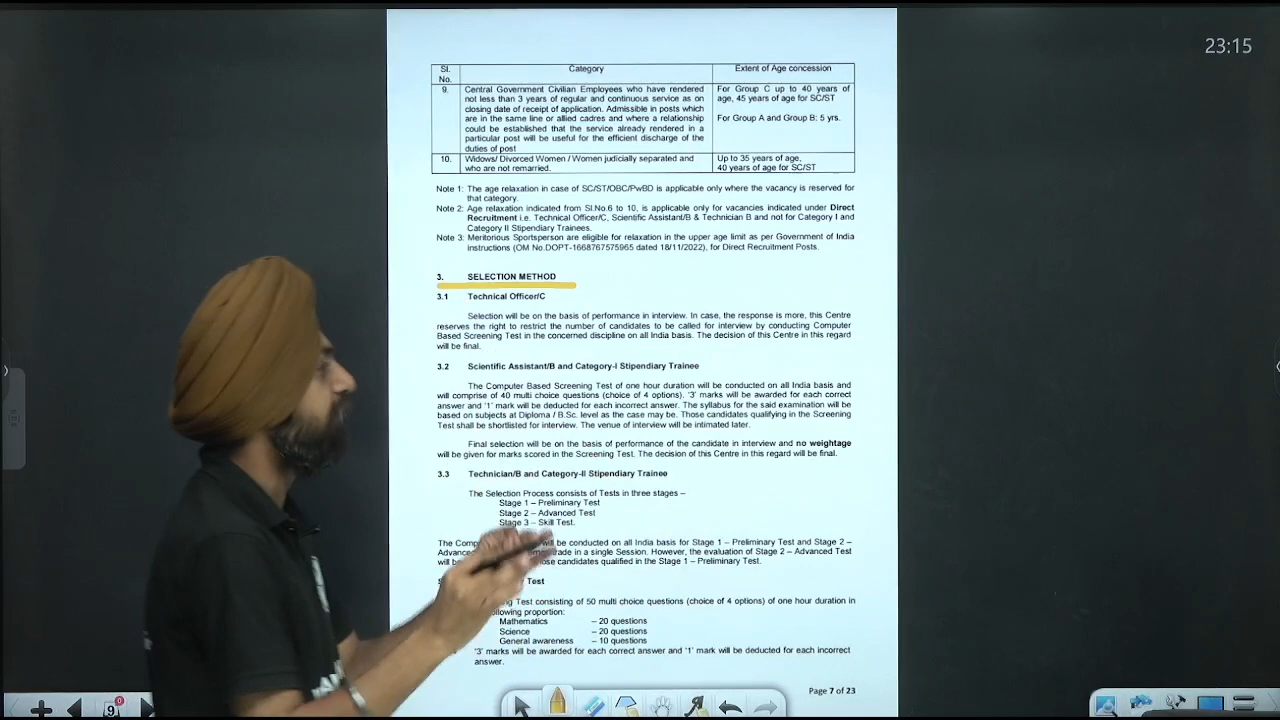 23:15
Sl. No. Category Extent of Age concession
9. Central Government Civilian Employees who have rendered For Group C up to 40 years of
not less than 3 years of regular and continuous service as on age, 45 years of age for SC/ST
closing date of receipt of application. Admissible in posts which
are in the same line or allied cadres and where a relationship For Group A and Group B: 5 yrs.
could be established that the service already rendered in a
particular post will be useful for the efficient discharge of the
duties of post
10. Widows/ Divorced Women / Women judicially separated and Up to 35 years of age,
who are not remarried. 40 years of age for SC/ST
Note 1: The age relaxation in case of SC/ST/OBC/PwBD is applicable only where the vacancy is reserved for
that category.
Note 2: Age relaxation indicated from Sl.No.6 to 10, is applicable only for vacancies indicated under Direct
Recruitment i.e. Technical Officer/C, Scientific Assistant/B & Technician B and not for Category I and
Category II Stipendiary Trainees.
Note 3: Meritorious Sportsperson are eligible for relaxation in the upper age limit as per Government of India
instructions (OM No.DOPT-1668767575965 dated 18/11/2022), for Direct Recruitment Posts.
3. SELECTION METHOD
3.1 Technical Officer/C
Selection will be on the basis of performance in interview. In case, the response is more, this Centre
reserves the right to restrict the number of candidates to be called for interview by conducting Computer
Based Screening Test in the concerned discipline on all India basis. The decision of this Centre in this regard
will be final.
3.2 Scientific Assistant/B and Category-I Stipendiary Trainee
The Computer Based Screening Test of one hour duration will be conducted on all India basis and
will comprise of 40 multi choice questions (choice of 4 options). '3' marks will be awarded for each correct
answer and '1' mark will be deducted for each incorrect answer. The syllabus for the said examination will be
based on subjects at Diploma / B.Sc. level as the case may be. Those candidates qualifying in the Screening
Test shall be shortlisted for interview. The venue of interview will be intimated later.
Final selection will be on the basis of performance of the candidate in interview and no weightage
will be given for marks scored in the Screening Test. The decision of this Centre in this regard will be final.
3.3 Technician/B and Category-II Stipendiary Trainee
The Selection Process consists of Tests in three stages –
Stage 1 – Preliminary Test
Stage 2 – Advanced Test
Stage 3 – Skill Test.
The will be conducted on all India basis for Stage 1 – Preliminary Test and Stage 2 –
trade in a single Session. However, the evaluation of Stage 2 – Advanced Test
will be candidates qualified in the Stage 1 – Preliminary Test.
Test
Test consisting of 50 multi choice questions (choice of 4 options) of one hour duration in
proportion:
Mathematics – 20 questions
Science – 20 questions
General awareness – 10 questions
'3' marks will be awarded for each correct answer and '1' mark will be deducted for each incorrect
answer.
Page 7 of 23
9